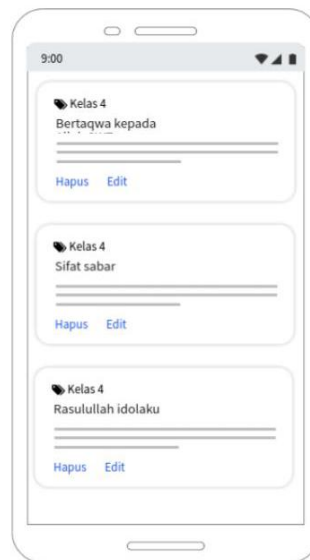 9:00
Kelas 4
Bertaqwa kepada
Hapus Edit
Kelas 4
Sifat sabar
Hapus Edit
Kelas 4
Rasulullah idolaku
Hapus Edit